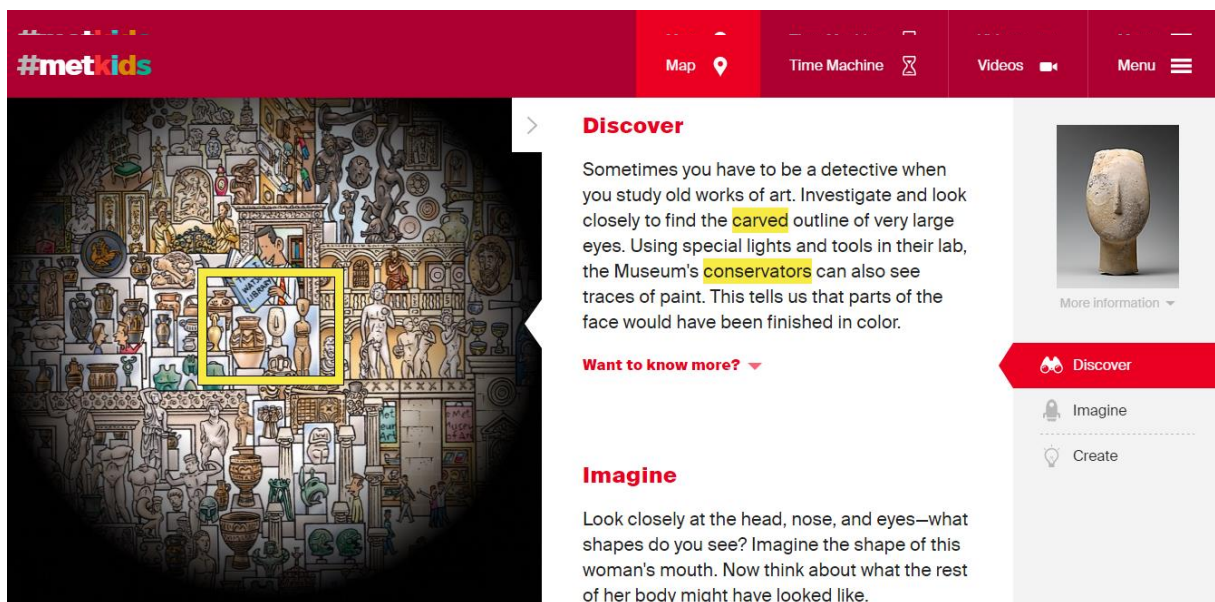 #metkids
Map
Time Machine
Videos
Menu
Discover
Sometimes you have to be a detective when
you study old works of art. Investigate and look
closely to find the carved outline of very large
eyes. Using special lights and tools in their lab,
the Museum's conservators can also see
traces of paint. This tells us that parts of the
face would have been finished in color.
Want to know more?
Imagine
Look closely at the head, nose, and eyes—what
shapes do you see? Imagine the shape of this
woman's mouth. Now think about what the rest
of her body might have looked like.
More information
Discover
Imagine
Create
LIBRARY